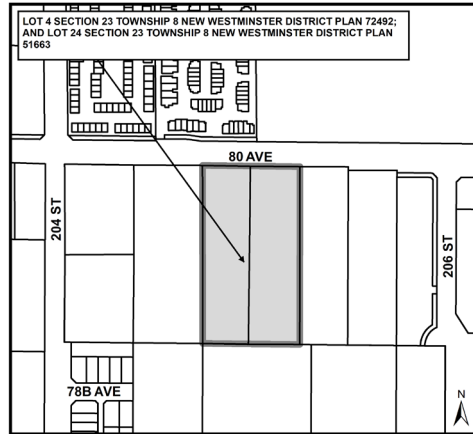 LOT 4 SECTION 23 TOWNSHIP 8 NEW WESTMINSTER DISTRICT PLAN 72492;
AND LOT 24 SECTION 23 TOWNSHIP 8 NEW WESTMINSTER DISTRICT PLAN
51663
80 AVE
204 ST
206 ST
78B AVE
N